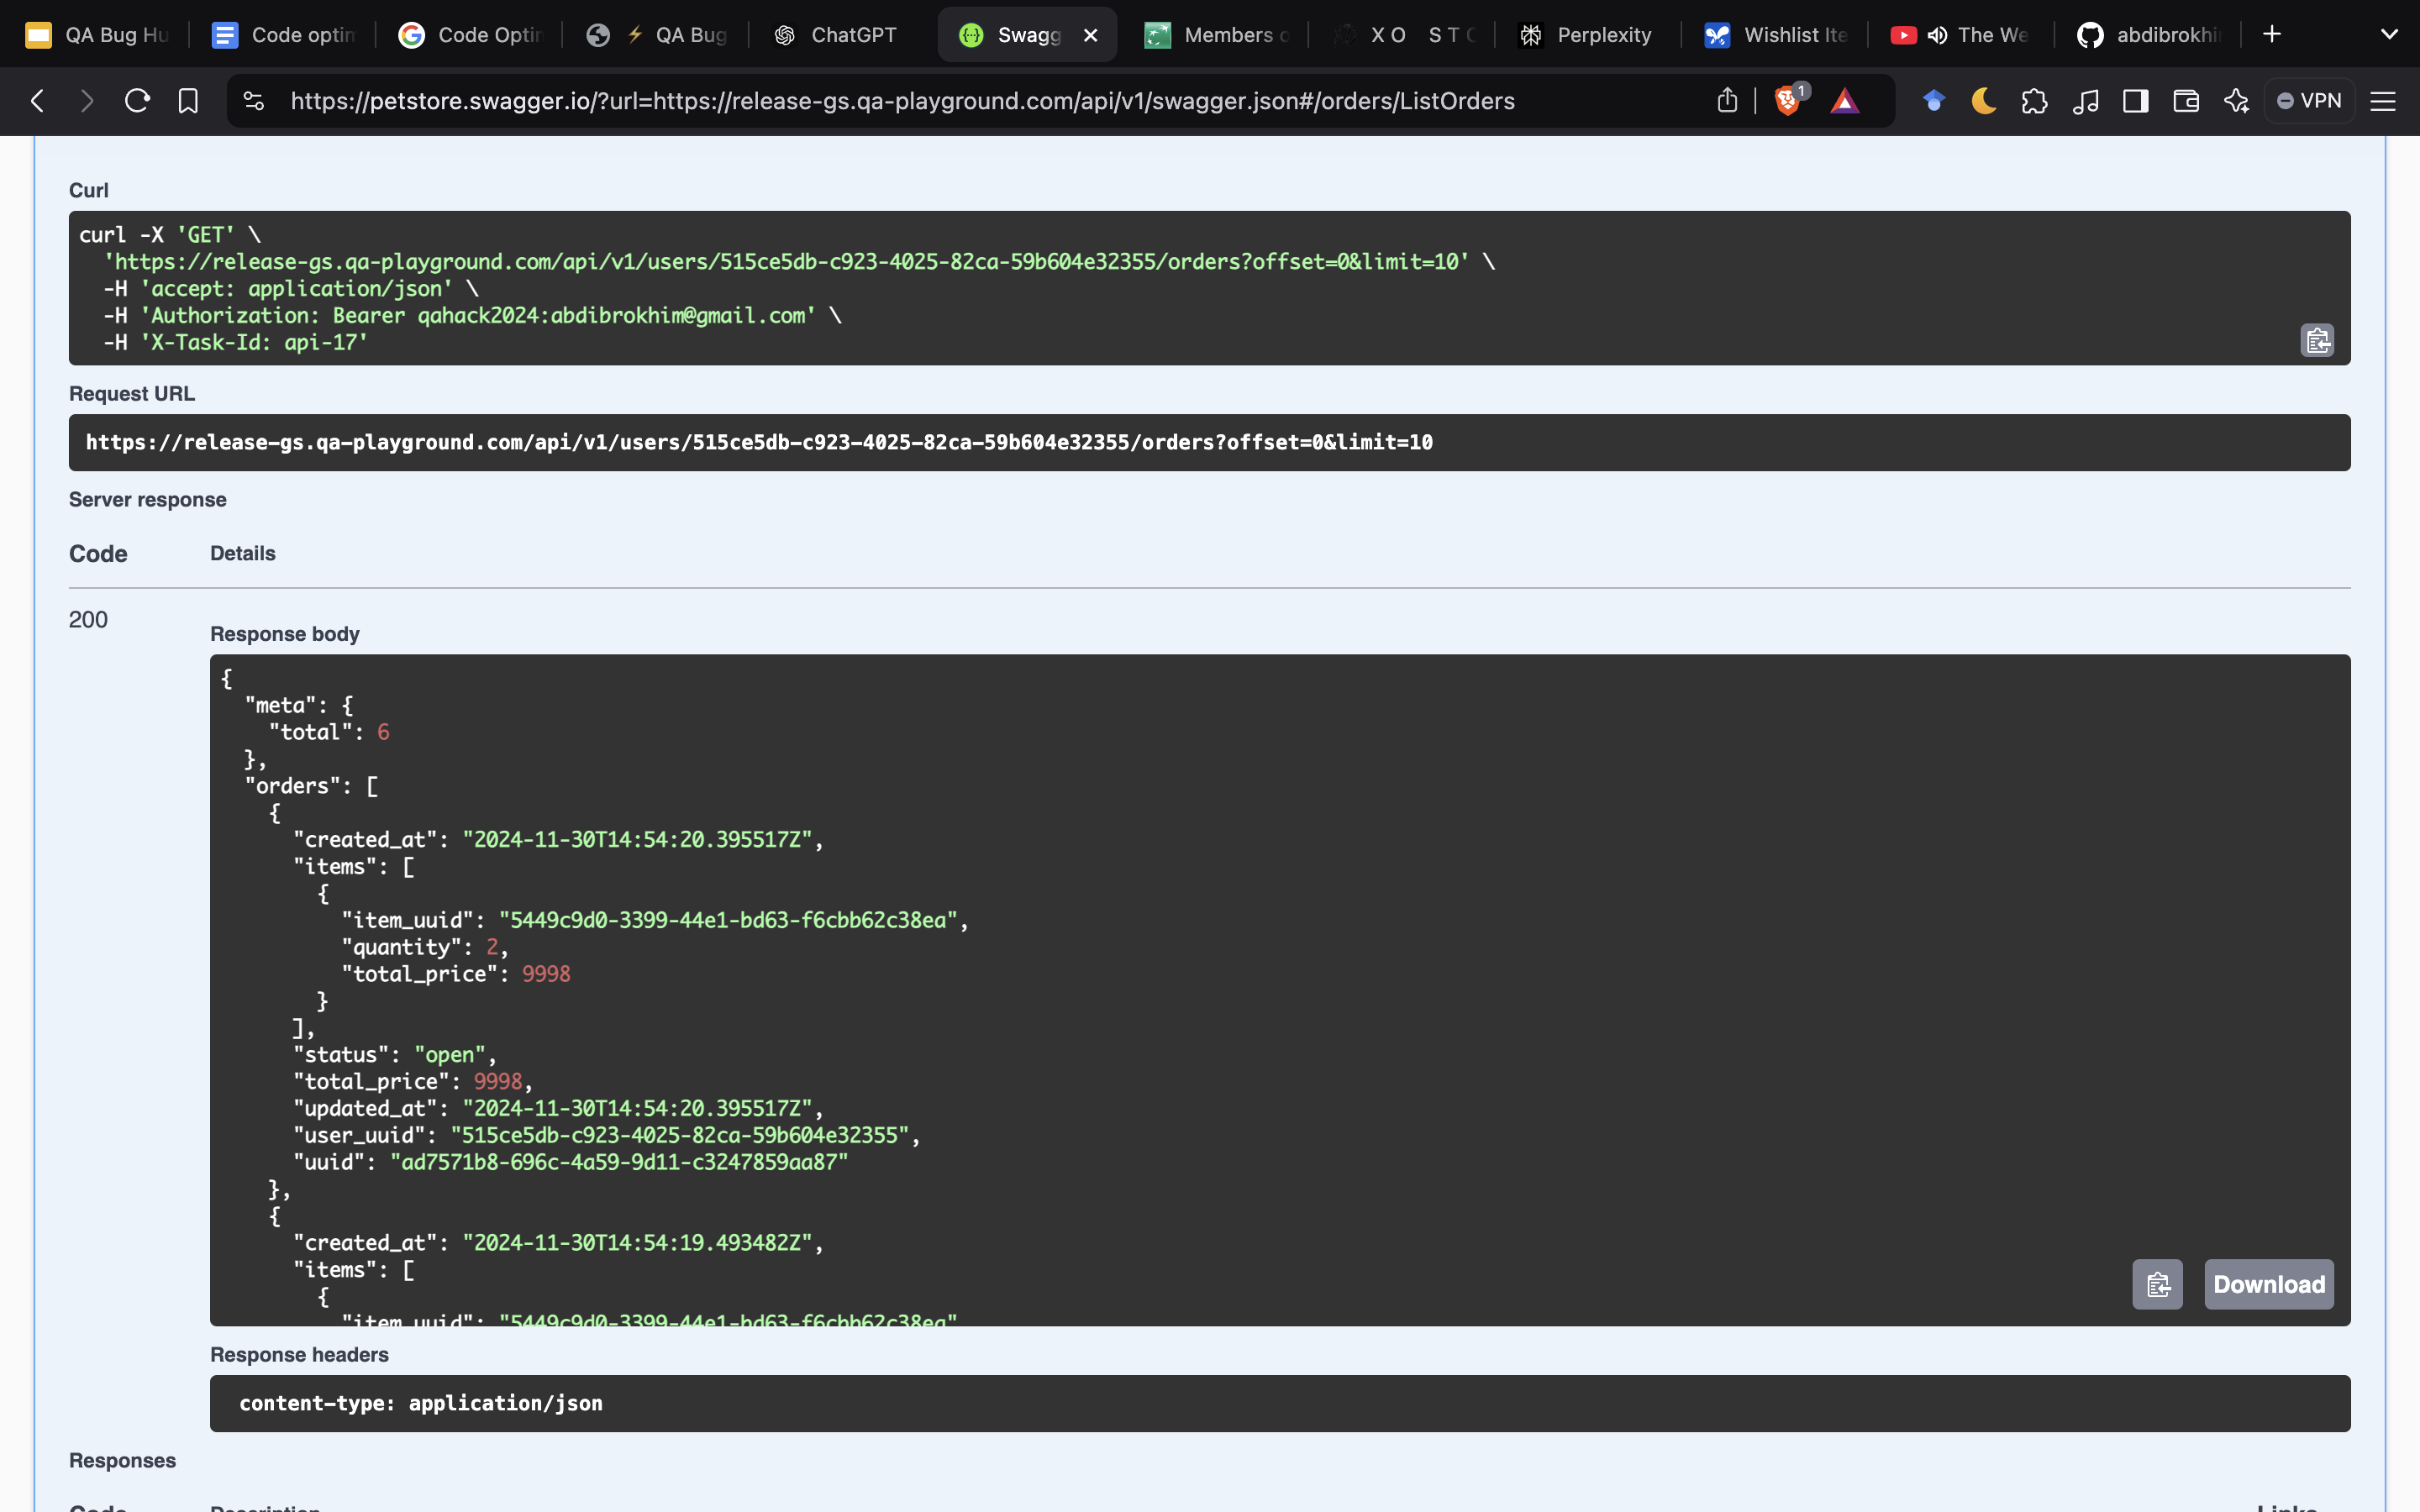 QA Bug Hu
Code optim
Code Optin
⚡ QA Bug
ChatGPT
Swagg
Members o
X O S T C
Perplexity
Wishlist Ite
The We
abdibrokhi
https://petstore.swagger.io/?url=https://release-gs.qa-playground.com/api/v1/swagger.json#/orders/ListOrders
1
VPN
Curl
curl -X 'GET' \
'https://release-gs.qa-playground.com/api/v1/users/515ce5db-c923-4025-82ca-59b604e32355/orders?offset=0&limit=10' \
-H 'accept: application/json' \
-H 'Authorization: Bearer qahack2024:abdibrokhim@gmail.com' \
-H 'X-Task-Id: api-17'
Request URL
https://release-gs.qa-playground.com/api/v1/users/515ce5db-c923-4025-82ca-59b604e32355/orders?offset=0&limit=10
Server response
Code Details
200
Response body
{
"meta": {
"total": 6
},
"orders": [
{
"created_at": "2024-11-30T14:54:20.395517Z",
"items": [
{
"item_uuid": "5449c9d0-3399-44e1-bd63-f6cbb62c38ea",
"quantity": 2,
"total_price": 9998
}
],
"status": "open",
"total_price": 9998,
"updated_at": "2024-11-30T14:54:20.395517Z",
"user_uuid": "515ce5db-c923-4025-82ca-59b604e32355",
"uuid": "ad7571b8-696c-4a59-9d11-c3247859aa87"
},
{
"created_at": "2024-11-30T14:54:19.493482Z",
"items": [
{
"item_uuid": "5449c9d0-3399-44e1-bd63-f6cbb62c38ea"
Download
Response headers
content-type: application/json
Responses
Code Description Links